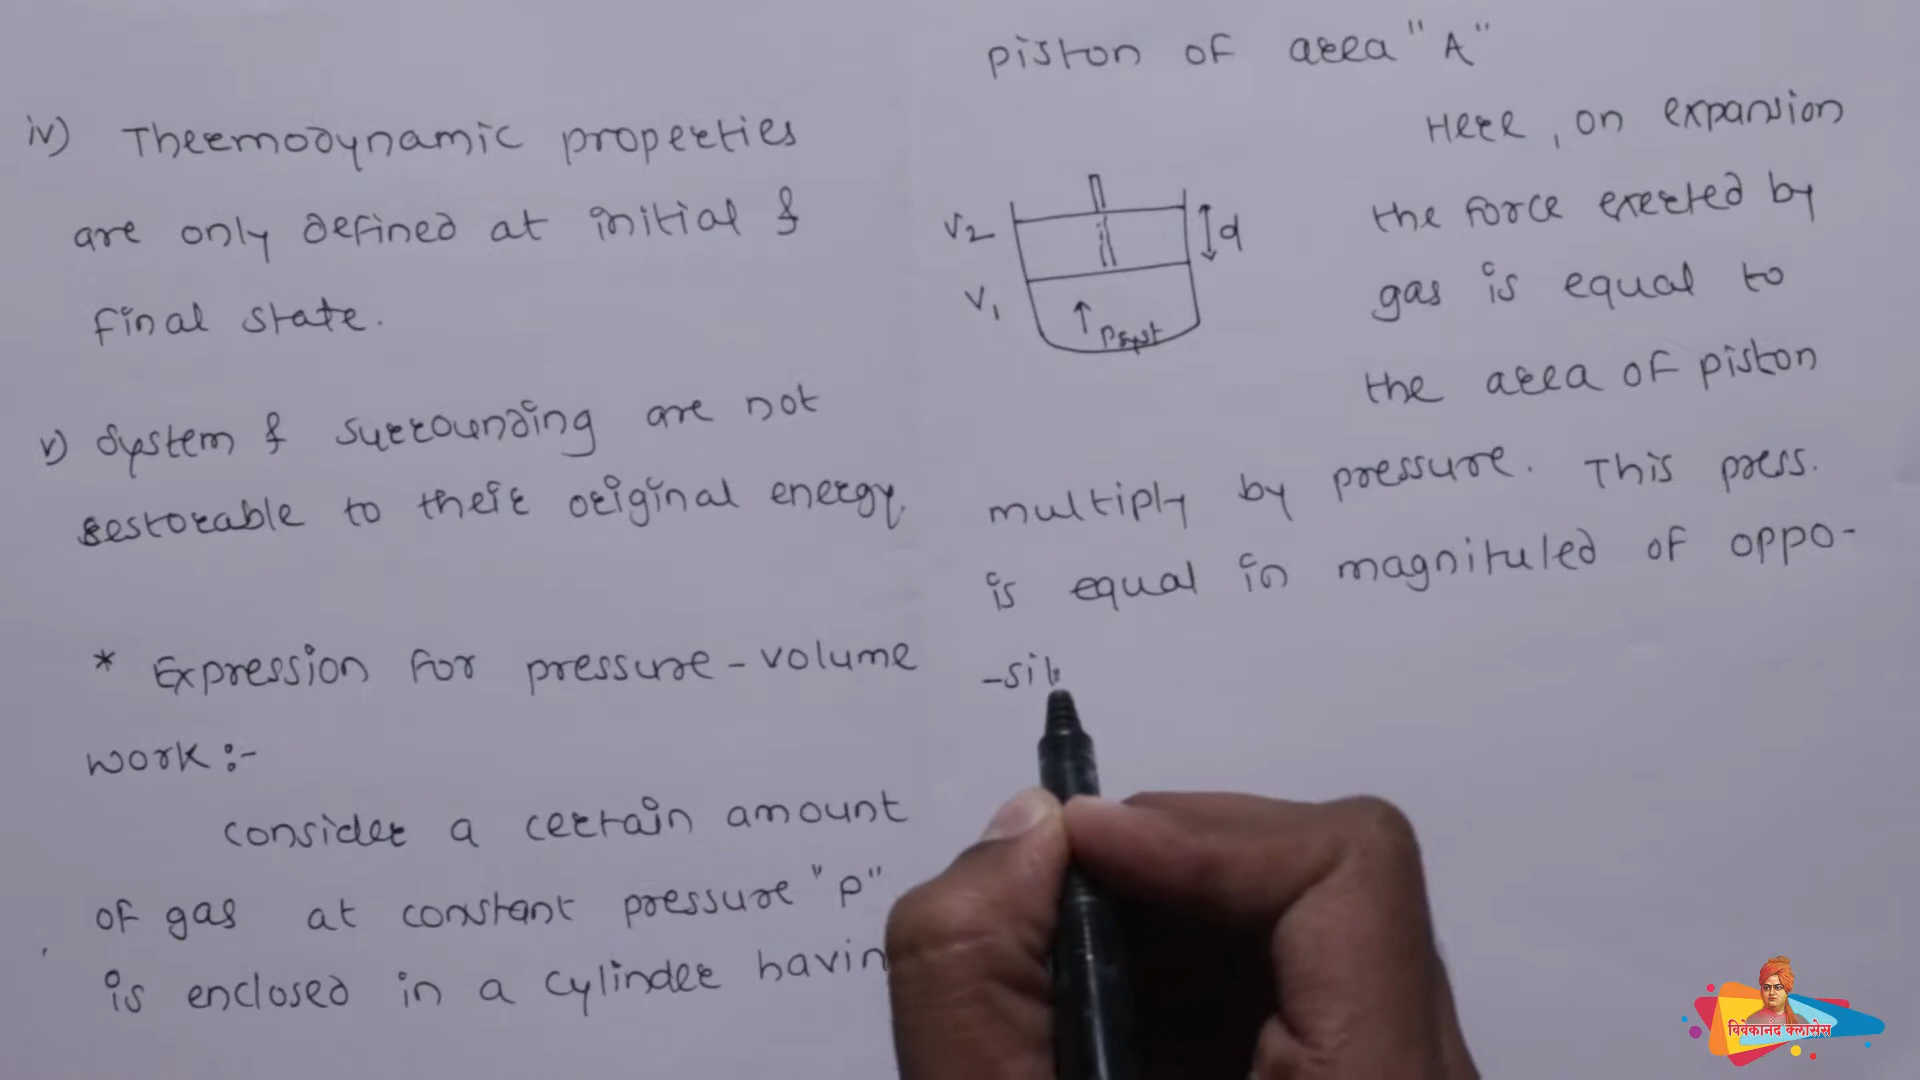 iv) Thermodynamic properties
are only defined at initial &
final state.
v) System & surrounding are not
restorable to their original energy.
* Expression for pressure-volume
work:-
consider a certain amount
of gas at constant pressure "P"
is enclosed in a cylinder havin
piston of area "A"
Here, on expansion
the force exerted by
gas is equal to
the area of piston
V2
d
V1
multiply by pressure. This press.
is equal in magnituled of oppo-
-sit
विवेकानंद क्लासेस